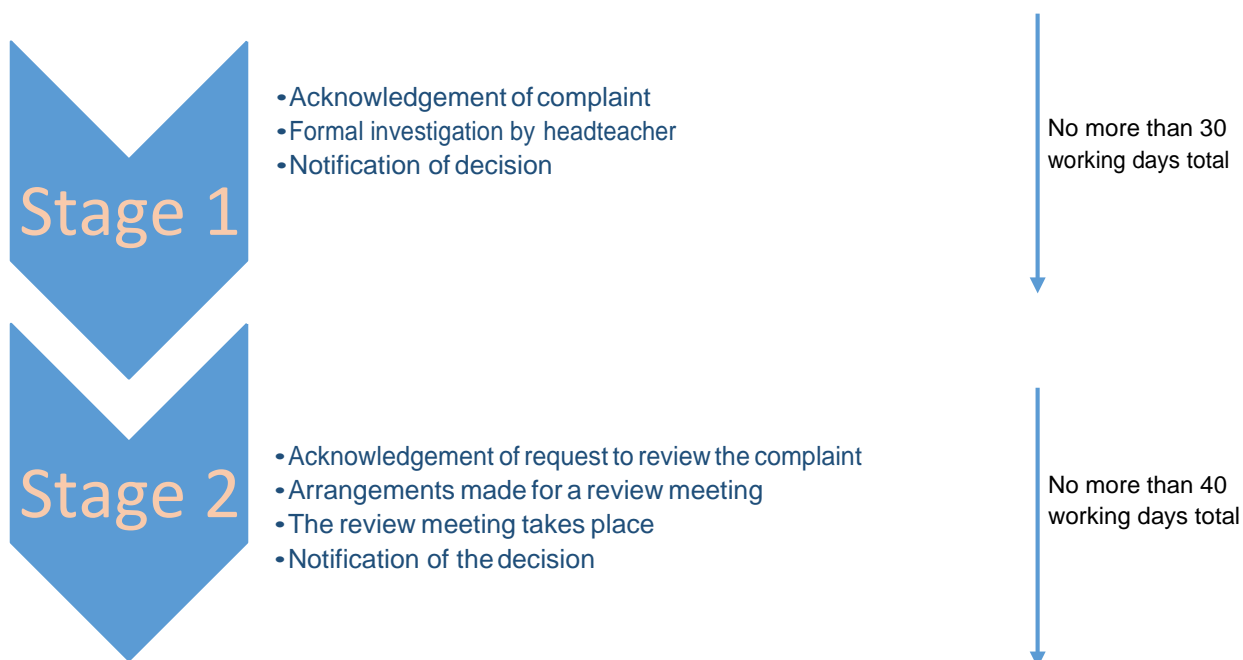 Stage 1
•Acknowledgement of complaint
•Formal investigation by headteacher
•Notification of decision
No more than 30
working days total
Stage 2
•Acknowledgement of request to review the complaint
•Arrangements made for a review meeting
•The review meeting takes place
•Notification of the decision
No more than 40
working days total